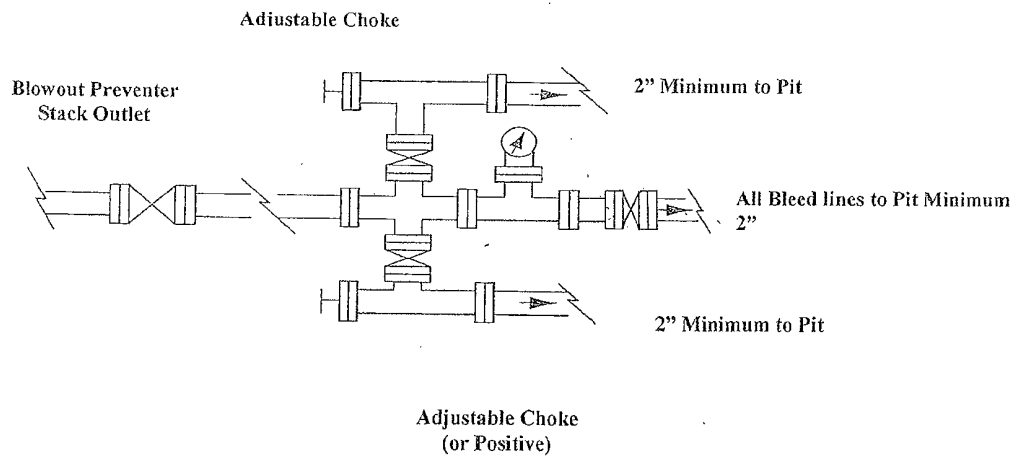 Adjustable Choke
Blowout Preventer
Stack Outlet
2” Minimum to Pit
All Bleed lines to Pit Minimum
2”
2” Minimum to Pit
Adjustable Choke
(or Positive)